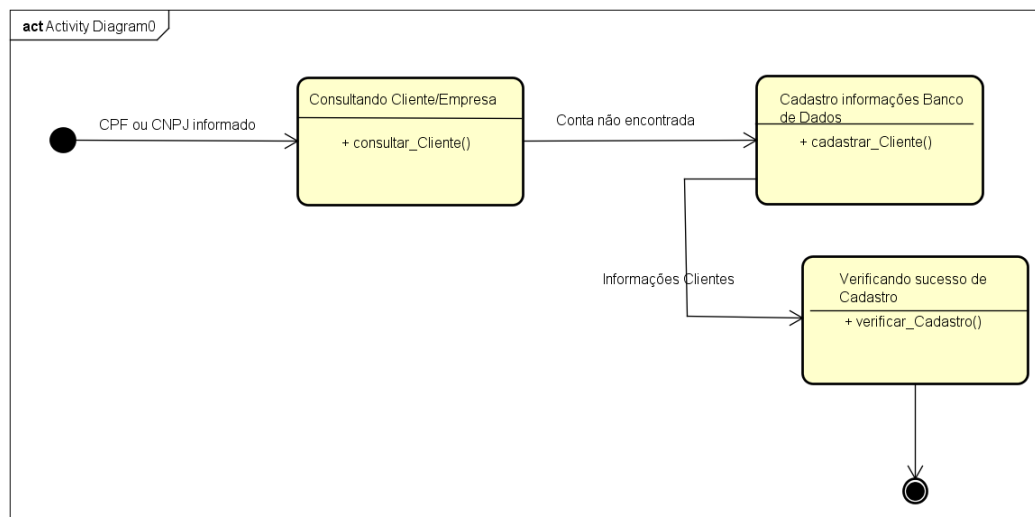 act Activity Diagram0
CPF ou CNPJ informado
Consultando Cliente/Empresa
+ consultar_Cliente()
Conta não encontrada
Cadastro informações Banco
de Dados
+ cadastrar_Cliente()
Informações Clientes
Verificando sucesso de
Cadastro
+ verificar_Cadastro()